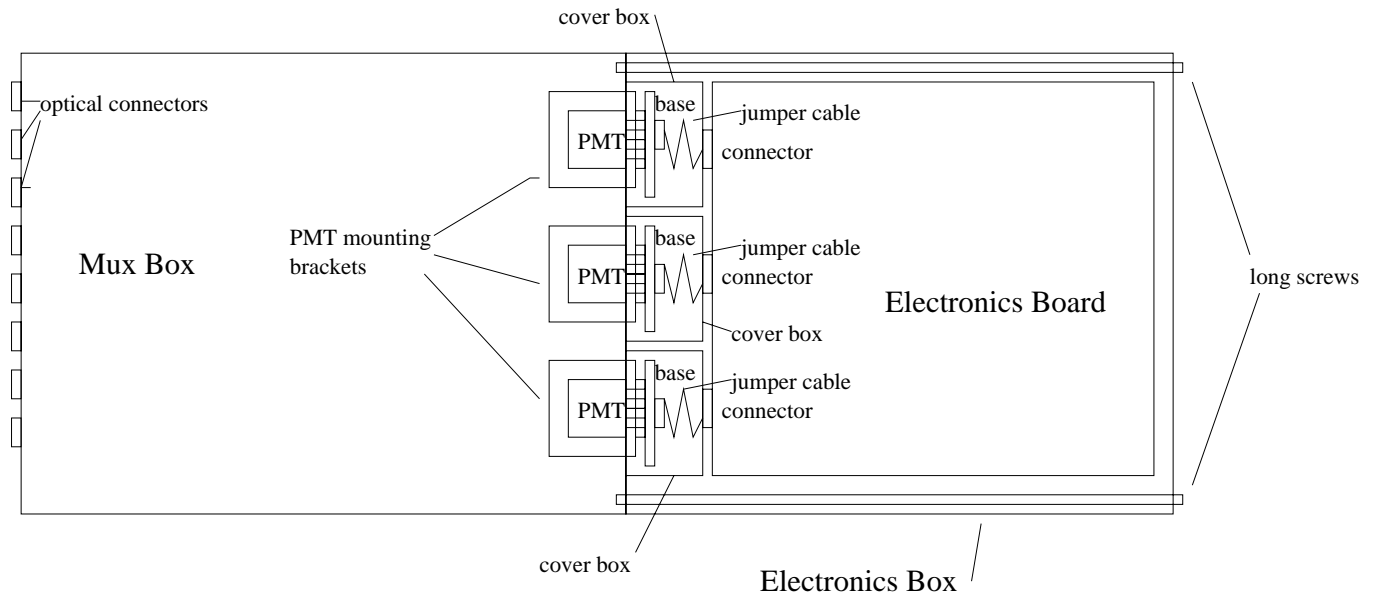 cover box
optical connectors
base
jumper cable
PMT
connector
PMT mounting
brackets
Mux Box
base
jumper cable
PMT
connector
long screws
Electronics Board
cover box
base
jumper cable
PMT
connector
cover box
Electronics Box